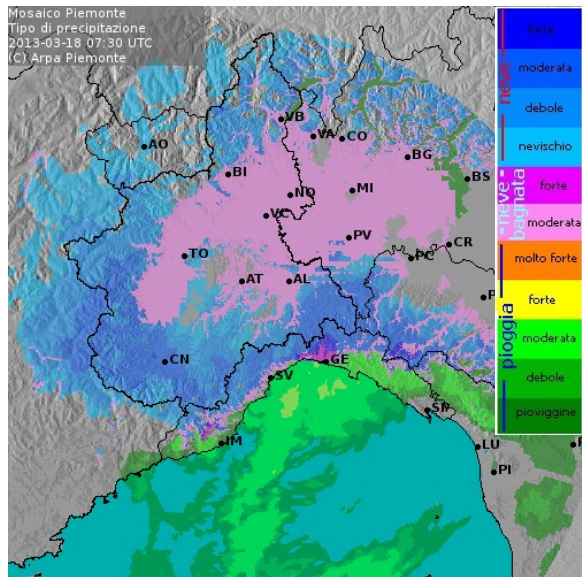 Mosaico Piemonte
Tipo di precipitazione
2013-03-18 07:30 UTC
(C) Arpa Piemonte
neve
forte
moderata
debole
nevischio
neve bagnata
forte
moderata
pioggia
molto forte
forte
moderata
debole
pioviggine
VB
VA
CO
AO
BG
BI
BS
NO
MI
VC
PV
CR
TO
PC
AT
AL
P
CN
GE
SV
SP
IM
LU
PI